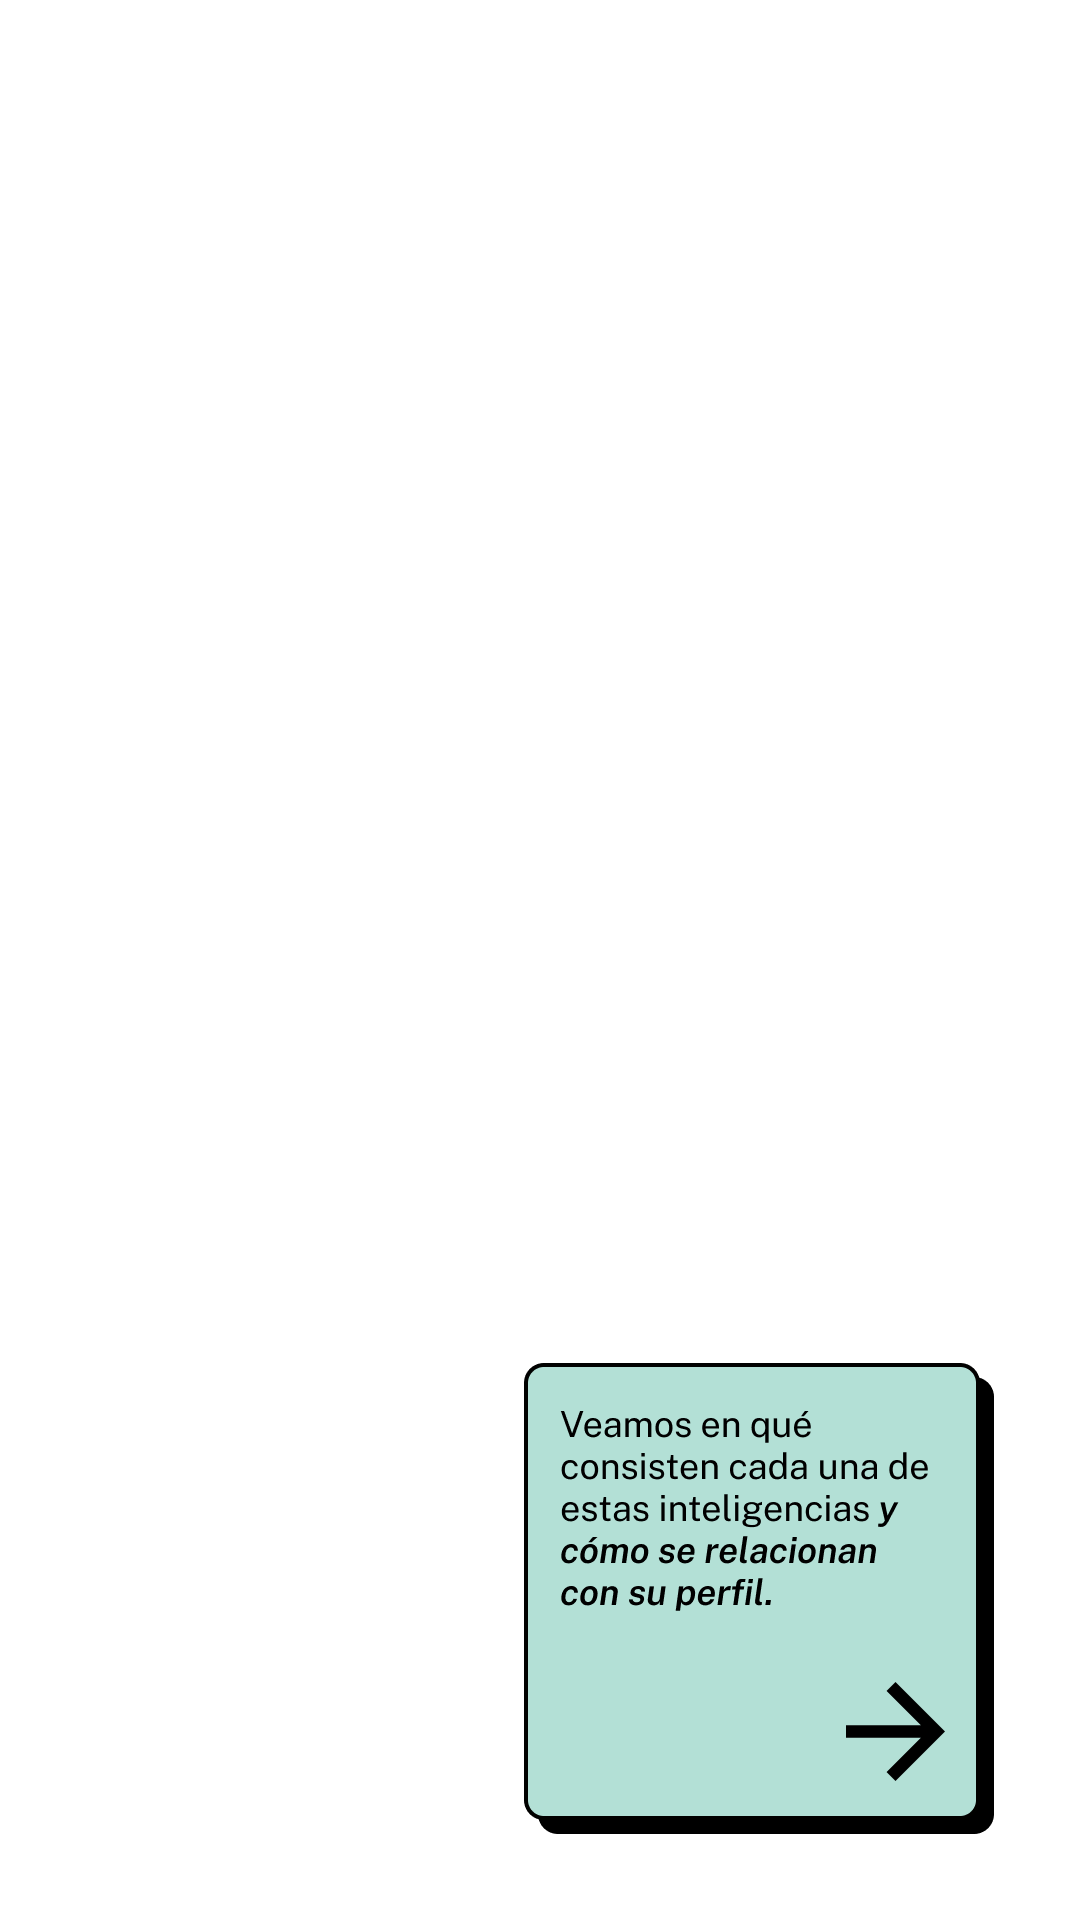 Veamos en qué
consisten cada una de
estas inteligencias y
cómo se relacionan
con su perfil.